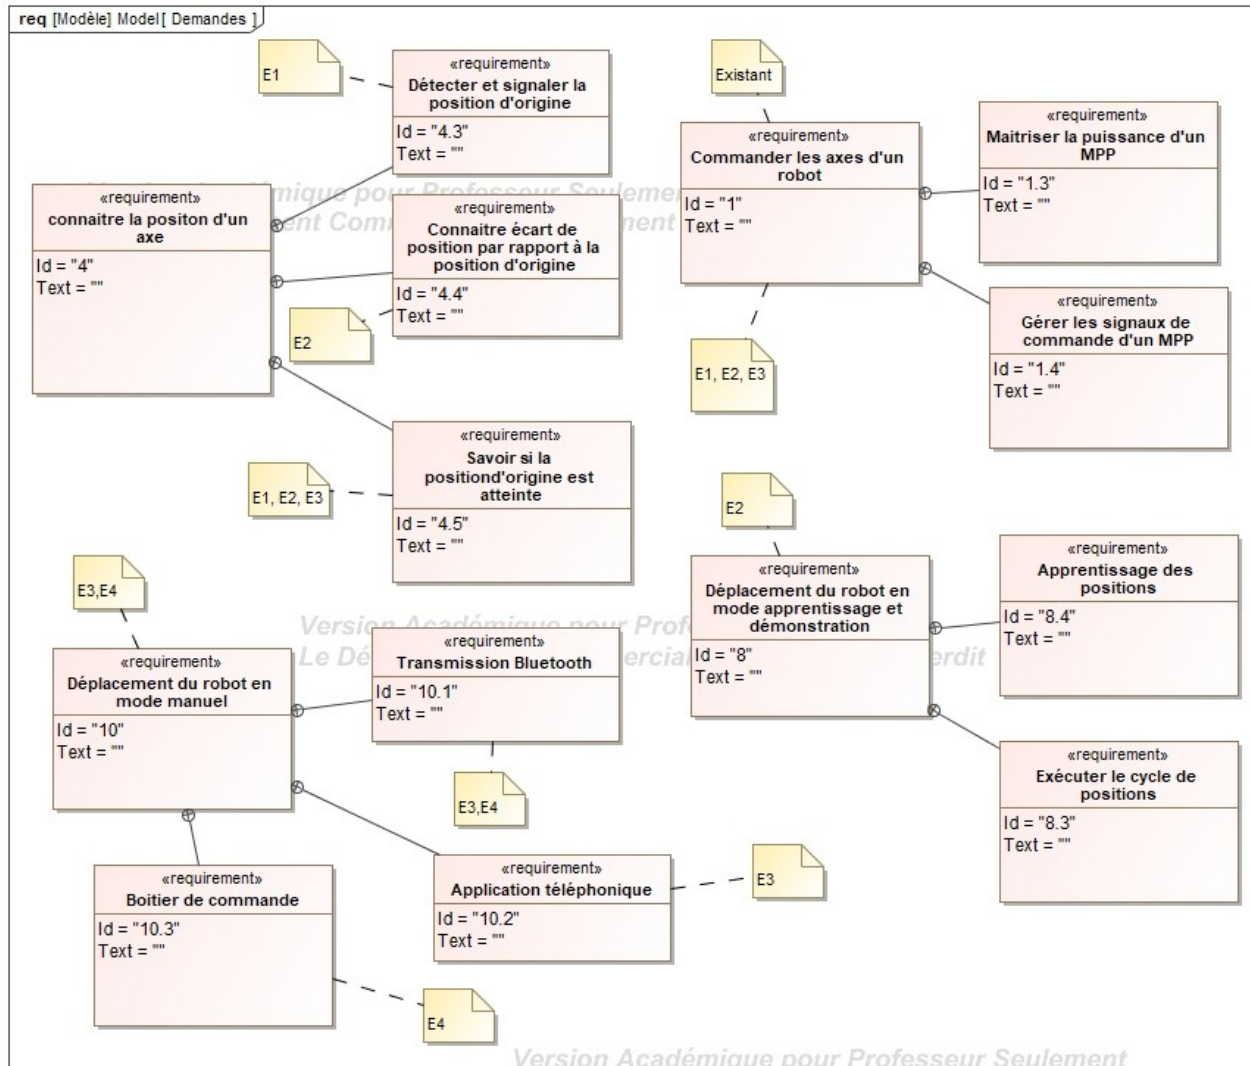 req [Modèle] Model[ Demandes ]
E1
«requirement»
Détecter et signaler la
position d'origine
Id = "4.3"
Text = ""
Existant
«requirement»
Commander les axes d'un
robot
Id = "1"
Text = ""
«requirement»
Maitriser la puissance d'un
MPP
Id = "1.3"
Text = ""
«requirement»
connaitre la positon d'un
axe
Id = "4"
Text = ""
«requirement»
Connaitre écart de
position par rapport à la
position d'origine
Id = "4.4"
Text = ""
E2
E1, E2, E3
«requirement»
Gérer les signaux de
commande d'un MPP
Id = "1.4"
Text = ""
«requirement»
Savoir si la
positiond'origine est
atteinte
Id = "4.5"
Text = ""
E1, E2, E3
E2
«requirement»
Déplacement du robot en
mode apprentissage et
démonstration
Id = "8"
Text = ""
«requirement»
Apprentissage des
positions
Id = "8.4"
Text = ""
E3,E4
«requirement»
Déplacement du robot en
mode manuel
Id = "10"
Text = ""
«requirement»
Transmission Bluetooth
Id = "10.1"
Text = ""
E3,E4
«requirement»
Exécuter le cycle de
positions
Id = "8.3"
Text = ""
«requirement»
Boitier de commande
Id = "10.3"
Text = ""
«requirement»
Application téléphonique
Id = "10.2"
Text = ""
E3
E4
Version Académique pour Professeur Seulement